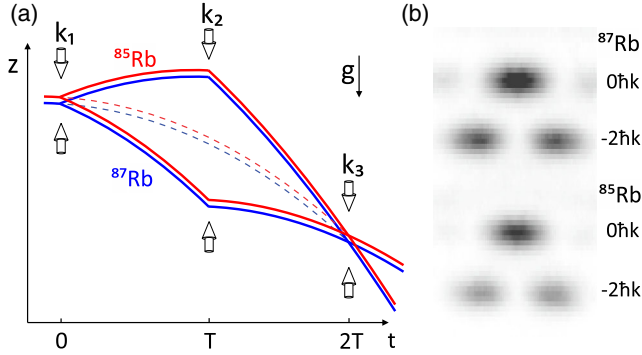 (a)
k₁
k₂
⁸⁵Rb
g
z
k₃
⁸⁷Rb
0
T
2T
t
(b)
⁸⁷Rb
0ħk
-2ħk
⁸⁵Rb
0ħk
-2ħk